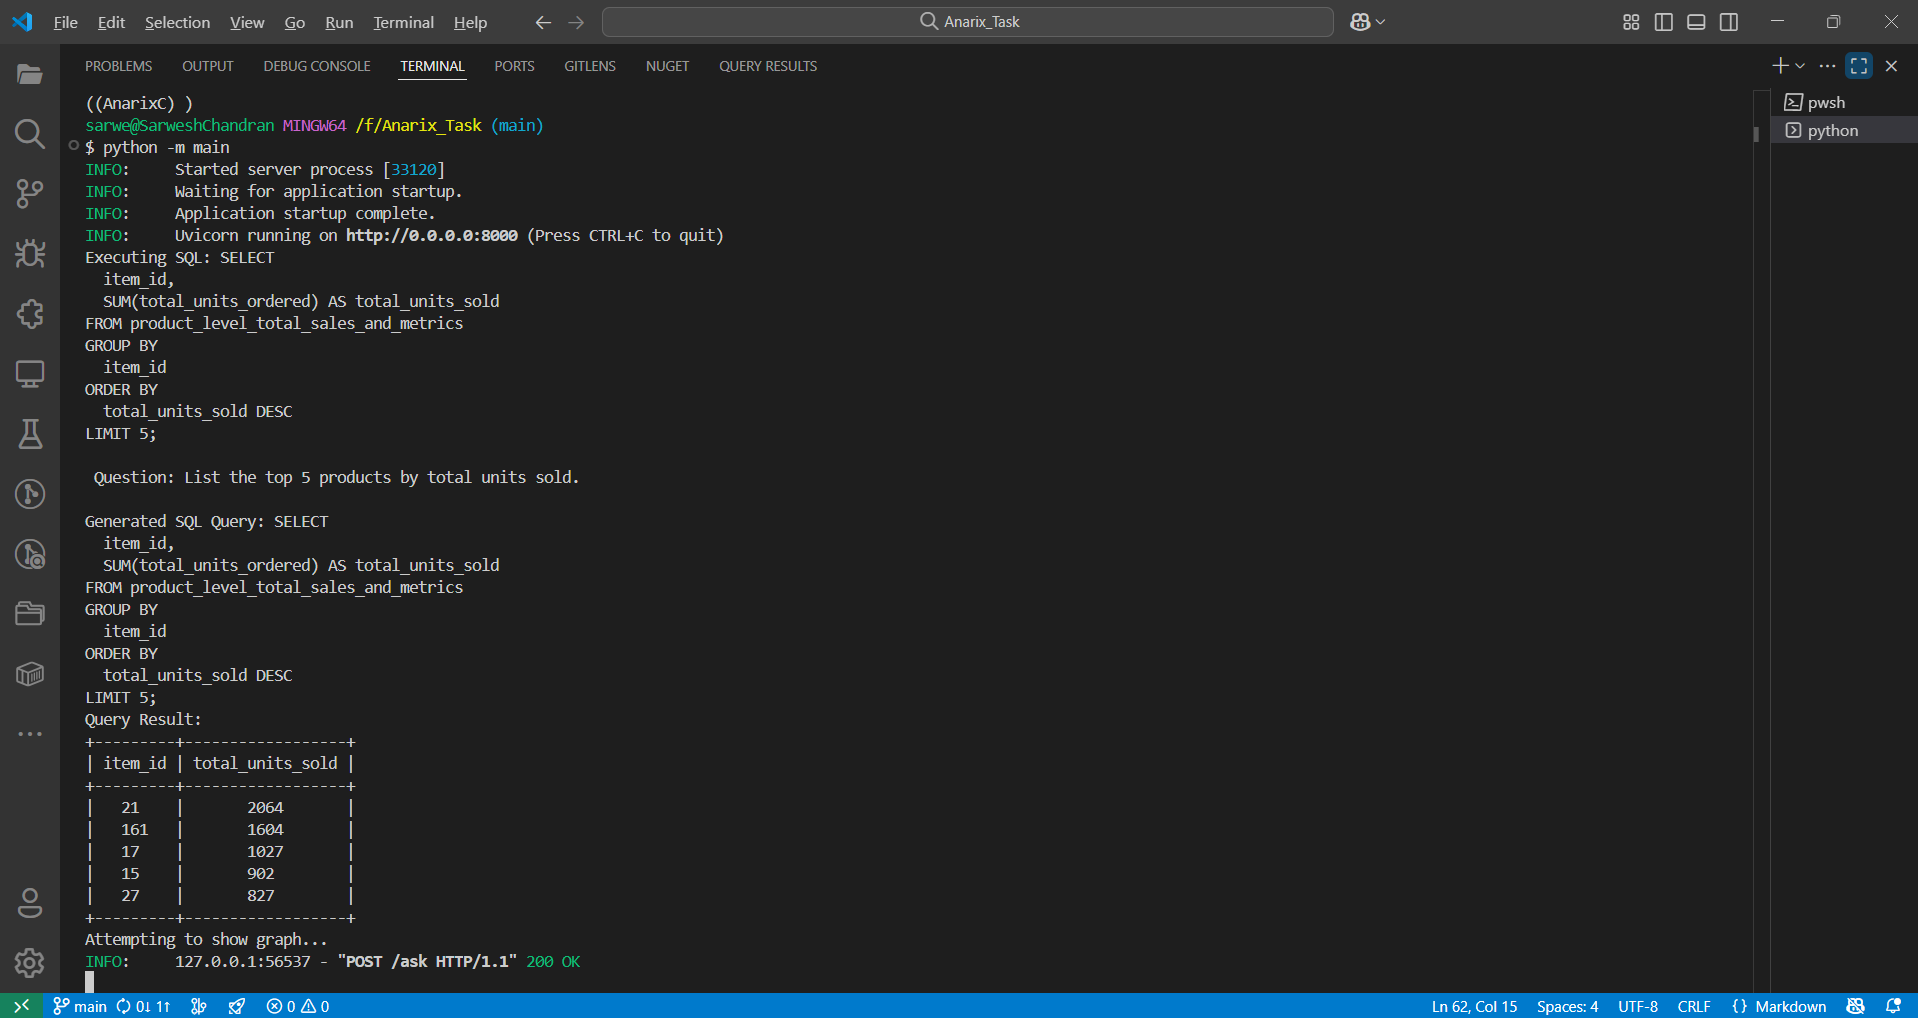 File Edit Selection View Go Run Terminal Help Anarix_Task
PROBLEMS OUTPUT DEBUG CONSOLE TERMINAL PORTS GITLENS NUGET QUERY RESULTS
pwsh
python
((AnarixC) )
sarwe@SarweshChandran MINGW64 /f/Anarix_Task (main)
$ python -m main
INFO:     Started server process [33120]
INFO:     Waiting for application startup.
INFO:     Application startup complete.
INFO:     Uvicorn running on http://0.0.0.0:8000 (Press CTRL+C to quit)
Executing SQL: SELECT
  item_id,
  SUM(total_units_ordered) AS total_units_sold
FROM product_level_total_sales_and_metrics
GROUP BY
  item_id
ORDER BY
  total_units_sold DESC
LIMIT 5;
 Question: List the top 5 products by total units sold.
Generated SQL Query: SELECT
  item_id,
  SUM(total_units_ordered) AS total_units_sold
FROM product_level_total_sales_and_metrics
GROUP BY
  item_id
ORDER BY
  total_units_sold DESC
LIMIT 5;
Query Result:
+---------+------------------+
| item_id | total_units_sold |
+---------+------------------+
|   21    |       2064       |
|   161   |       1604       |
|   17    |       1027       |
|   15    |       902        |
|   27    |       827        |
+---------+------------------+
Attempting to show graph...
INFO:     127.0.0.1:56537 - "POST /ask HTTP/1.1" 200 OK
main 0↓ 1↑ 0 0 Ln 62, Col 15 Spaces: 4 UTF-8 CRLF {} Markdown